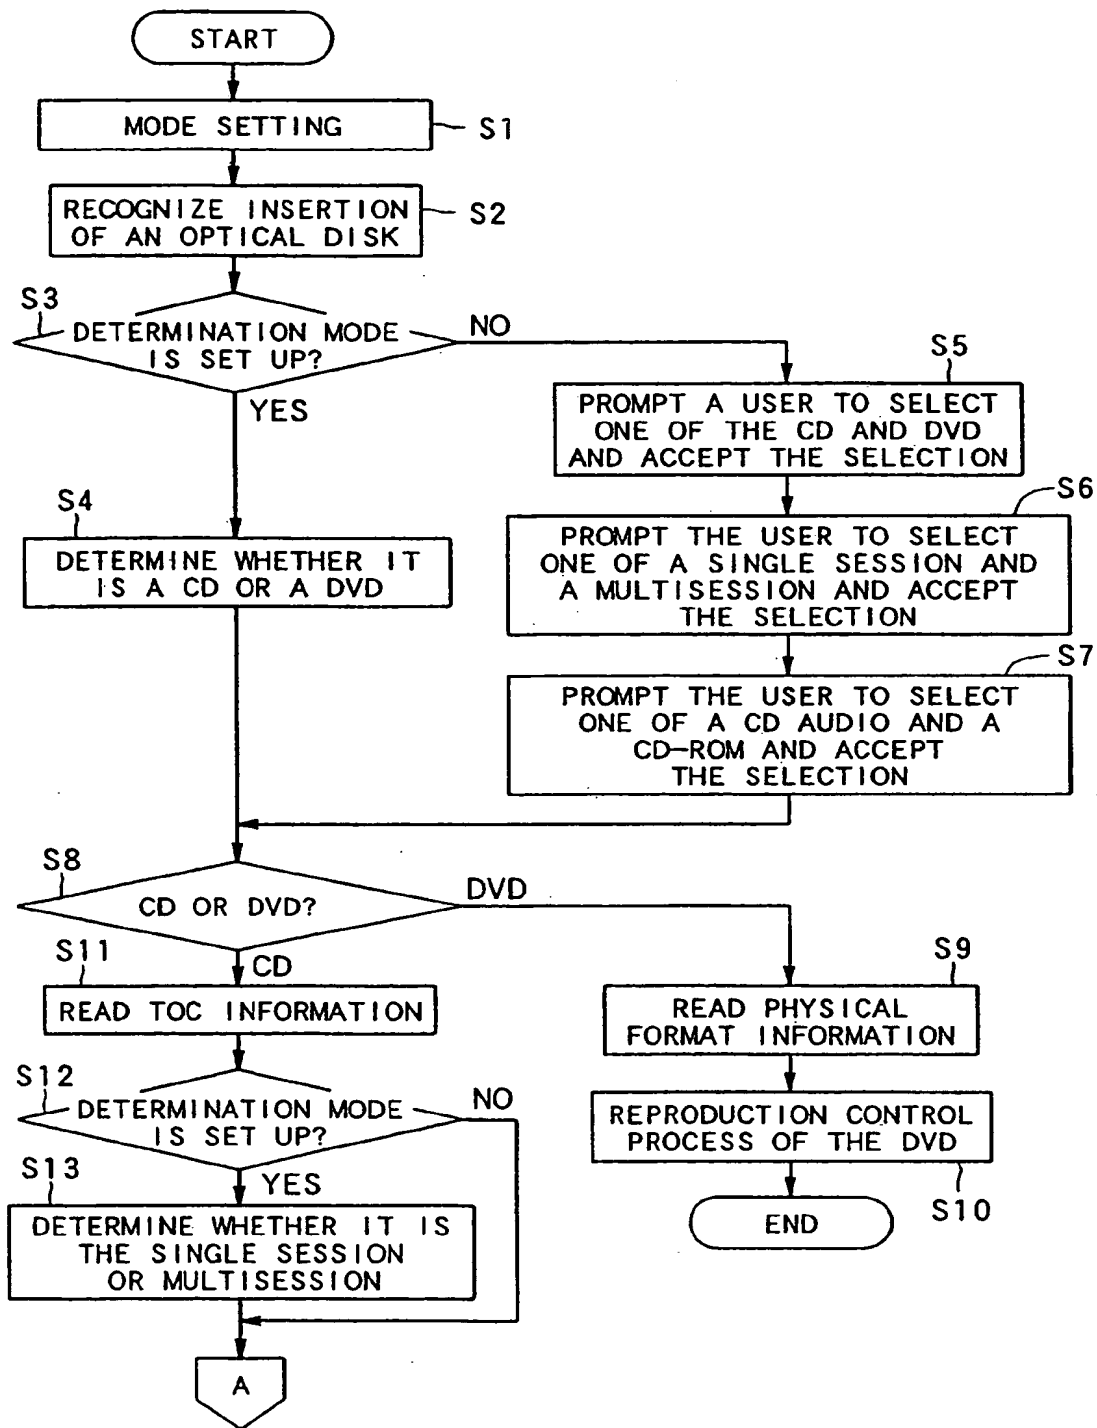 START
MODE SETTING
S1
RECOGNIZE INSERTION
OF AN OPTICAL DISK
S2
S3
DETERMINATION MODE
IS SET UP?
NO
YES
S5
PROMPT A USER TO SELECT
ONE OF THE CD AND DVD
AND ACCEPT THE SELECTION
S4
DETERMINE WHETHER IT
IS A CD OR A DVD
S6
PROMPT THE USER TO SELECT
ONE OF A SINGLE SESSION AND
A MULTISESSION AND ACCEPT
THE SELECTION
S7
PROMPT THE USER TO SELECT
ONE OF A CD AUDIO AND A
CD-ROM AND ACCEPT
THE SELECTION
S8
CD OR DVD?
DVD
CD
S11
READ TOC INFORMATION
S9
READ PHYSICAL
FORMAT INFORMATION
S12
DETERMINATION MODE
IS SET UP?
NO
YES
REPRODUCTION CONTROL
PROCESS OF THE DVD
S10
S13
DETERMINE WHETHER IT IS
THE SINGLE SESSION
OR MULTISESSION
END
A